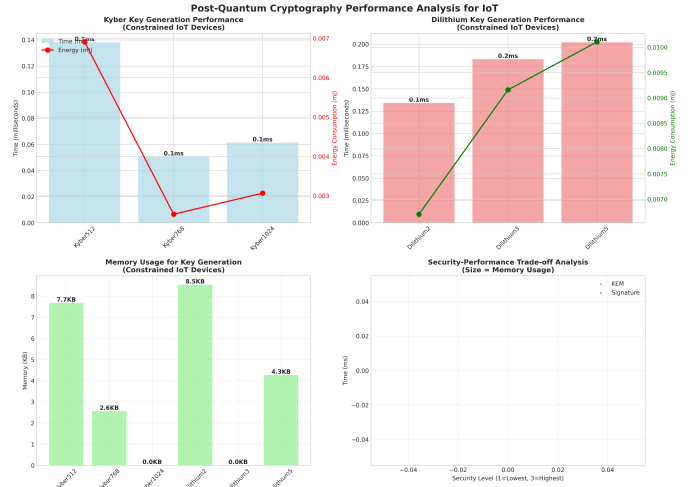 Post-Quantum Cryptography Performance Analysis for IoT
Kyber Key Generation Performance
(Constrained IoT Devices)
Time (milliseconds)
0.14
0.12
0.10
0.08
0.06
0.04
0.02
0.00
Time (ms)
Energy (mJ)
0.1ms
0.1ms
0.1ms
Kyber512
Kyber768
Kyber1024
0.007
0.006
0.005
0.004
0.003
Energy Consumption (mJ)
Dilithium Key Generation Performance
(Constrained IoT Devices)
Time (milliseconds)
0.200
0.175
0.150
0.125
0.100
0.075
0.050
0.025
0.000
0.1ms
0.2ms
0.2ms
Dilithium2
Dilithium3
Dilithium5
0.0100
0.0095
0.0090
0.0085
0.0080
0.0075
0.0070
Energy Consumption (mJ)
Memory Usage for Key Generation
(Constrained IoT Devices)
Memory (KB)
8
7
6
5
4
3
2
1
0
7.7KB
2.6KB
0.0KB
8.5KB
0.0KB
4.3KB
yber512
yber768
ber1024
ithium2
ithium3
ithium5
Security-Performance Trade-off Analysis
(Size = Memory Usage)
KEM
Signature
Time (ms)
0.04
0.02
0.00
−0.02
−0.04
−0.04
−0.02
0.00
0.02
0.04
Security Level (1=Lowest, 3=Highest)